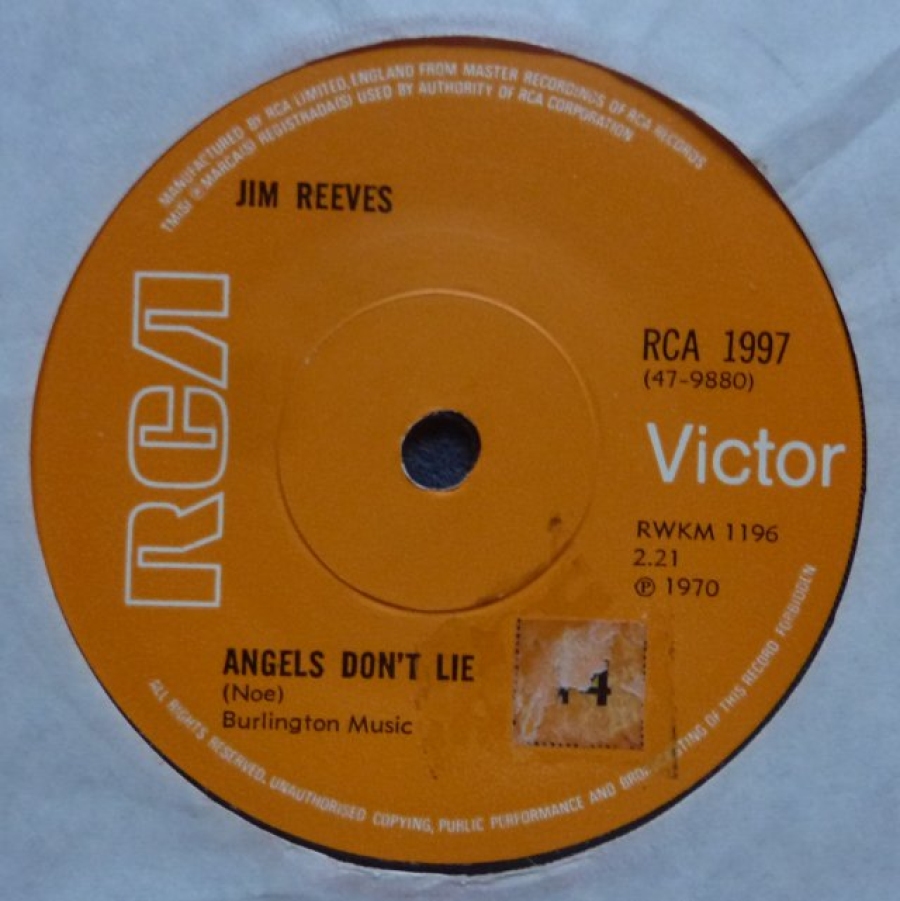 MANUFACTURED BY RCA LIMITED, ENGLAND FROM MASTER RECORDINGS OF RCA RECORDS
TM(S) ® MARCA(S) REGISTRADA(S) USED BY AUTHORITY OF RCA CORPORATION
JIM REEVES
RCA
RCA 1997
(47-9880)
Victor
RWKM 1196
2.21
℗ 1970
ANGELS DON'T LIE
(Noe)
Burlington Music
4
ALL RIGHTS RESERVED. UNAUTHORISED COPYING, PUBLIC PERFORMANCE AND BROADCASTING OF THIS RECORD FORBIDDEN